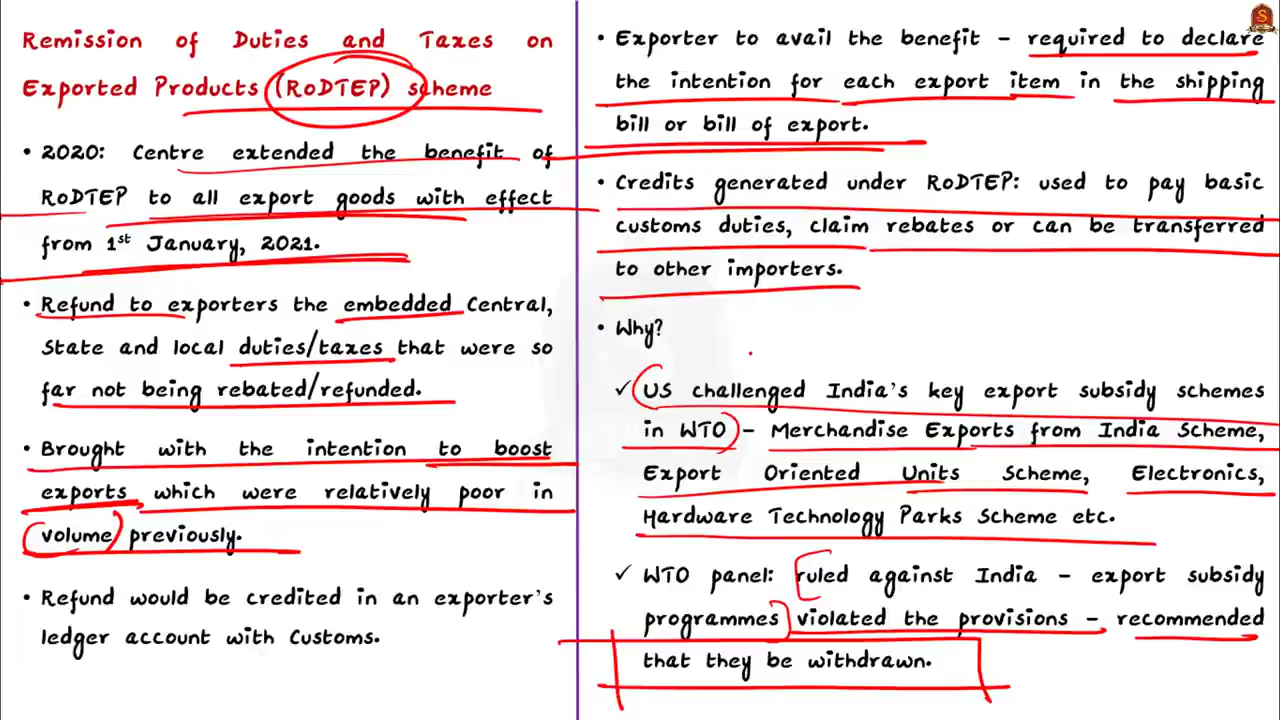 Remission of Duties and Taxes on
Exported Products (RoDTEP) scheme
• 2020: Centre extended the benefit of
RoDTEP to all export goods with effect
from 1st January, 2021.
• Refund to exporters the embedded Central,
State and local duties/taxes that were so
far not being rebated/refunded.
• Brought with the intention to boost
exports which were relatively poor in
volume previously.
• Refund would be credited in an exporter's
ledger account with Customs.
• Exporter to avail the benefit – required to declare
the intention for each export item in the shipping
bill or bill of export.
• Credits generated under RoDTEP: used to pay basic
customs duties, claim rebates or can be transferred
to other importers.
• Why?
✓ US challenged India's key export subsidy schemes
in WTO – Merchandise Exports from India Scheme,
Export Oriented Units Scheme, Electronics,
Hardware Technology Parks Scheme etc.
✓ WTO panel: ruled against India – export subsidy
programmes violated the provisions – recommended
that they be withdrawn.